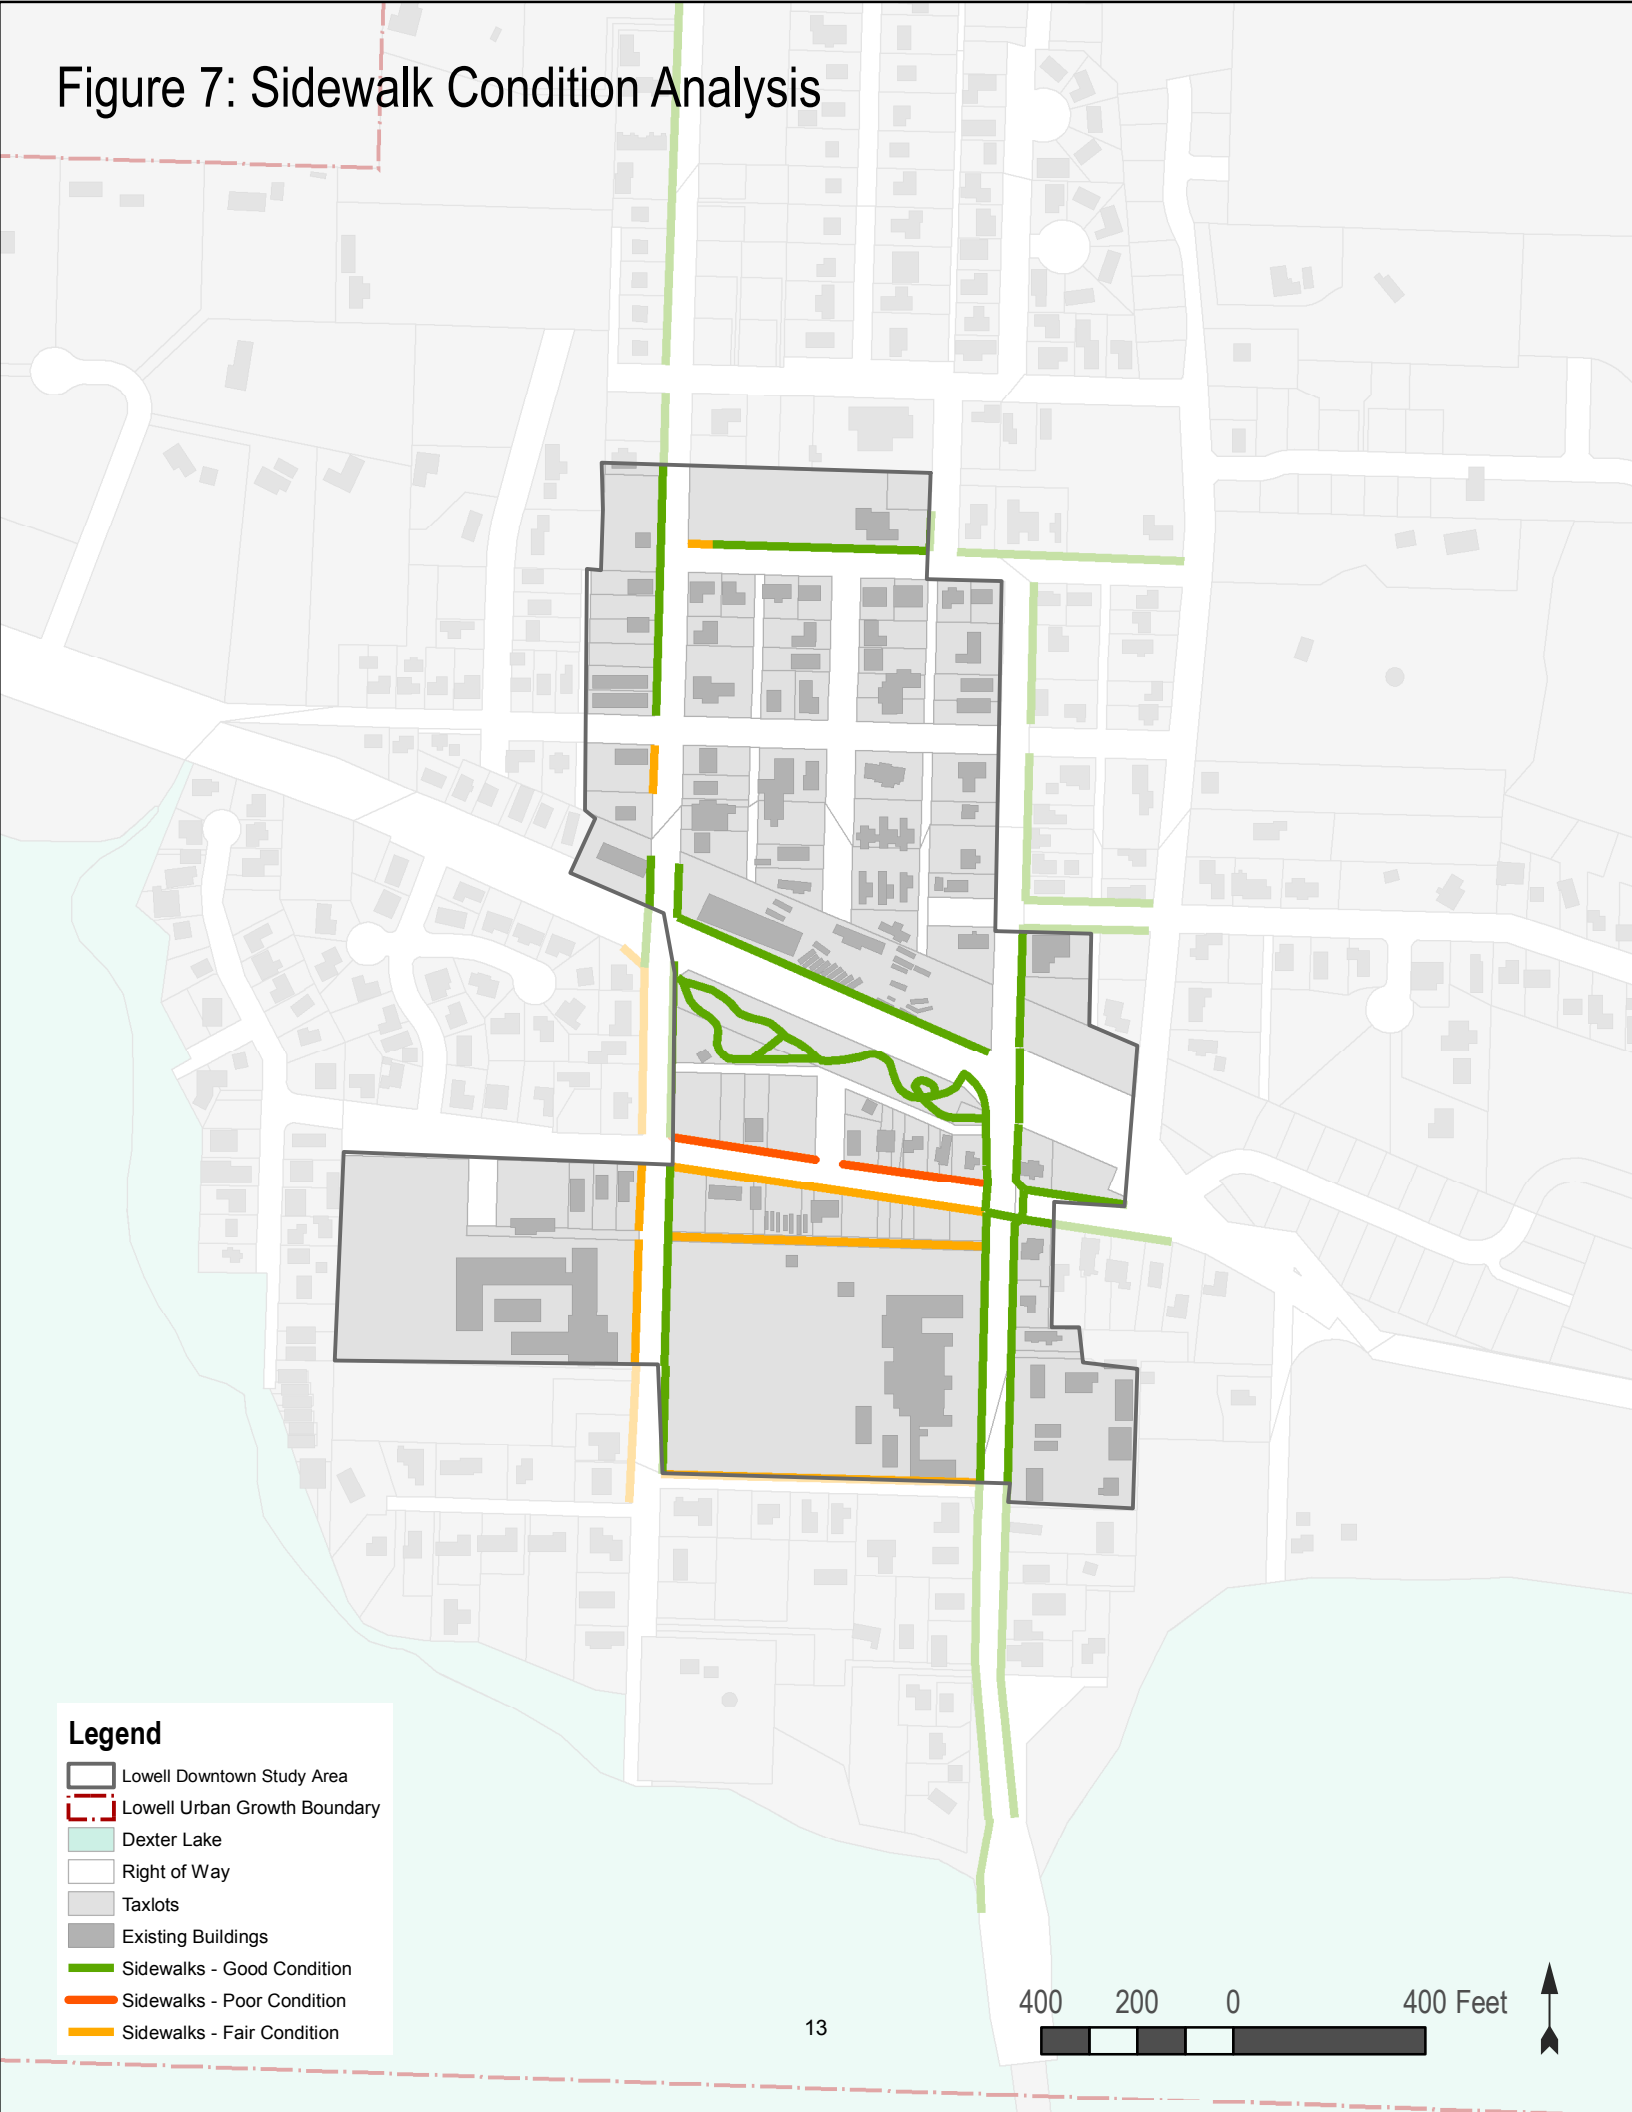 Figure 7: Sidewalk Condition Analysis
Legend
Lowell Downtown Study Area
Lowell Urban Growth Boundary
Dexter Lake
Right of Way
Taxlots
Existing Buildings
Sidewalks - Good Condition
Sidewalks - Poor Condition
Sidewalks - Fair Condition
13
400 200 0 400 Feet